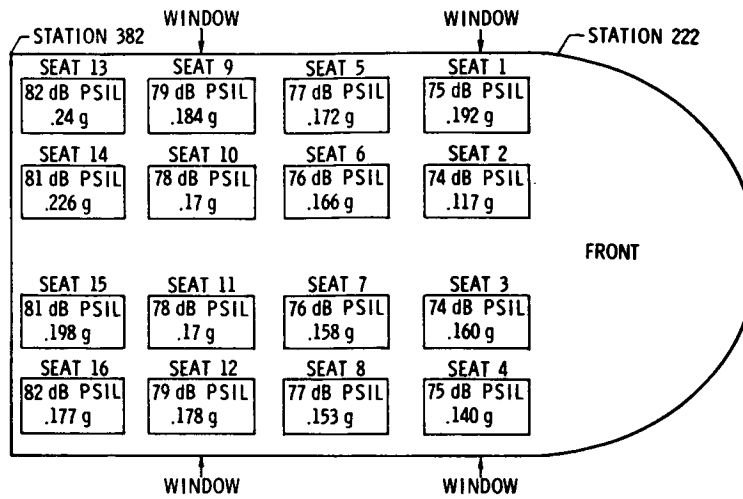 WINDOW WINDOW
STATION 382 STATION 222
SEAT 13 SEAT 9 SEAT 5 SEAT 1
82 dB PSIL 79 dB PSIL 77 dB PSIL 75 dB PSIL
.24 g .184 g .172 g .192 g
SEAT 14 SEAT 10 SEAT 6 SEAT 2
81 dB PSIL 78 dB PSIL 76 dB PSIL 74 dB PSIL
.226 g .17 g .166 g .117 g
FRONT
SEAT 15 SEAT 11 SEAT 7 SEAT 3
81 dB PSIL 78 dB PSIL 76 dB PSIL 74 dB PSIL
.198 g .17 g .158 g .160 g
SEAT 16 SEAT 12 SEAT 8 SEAT 4
82 dB PSIL 79 dB PSIL 77 dB PSIL 75 dB PSIL
.177 g .178 g .153 g .140 g
WINDOW WINDOW